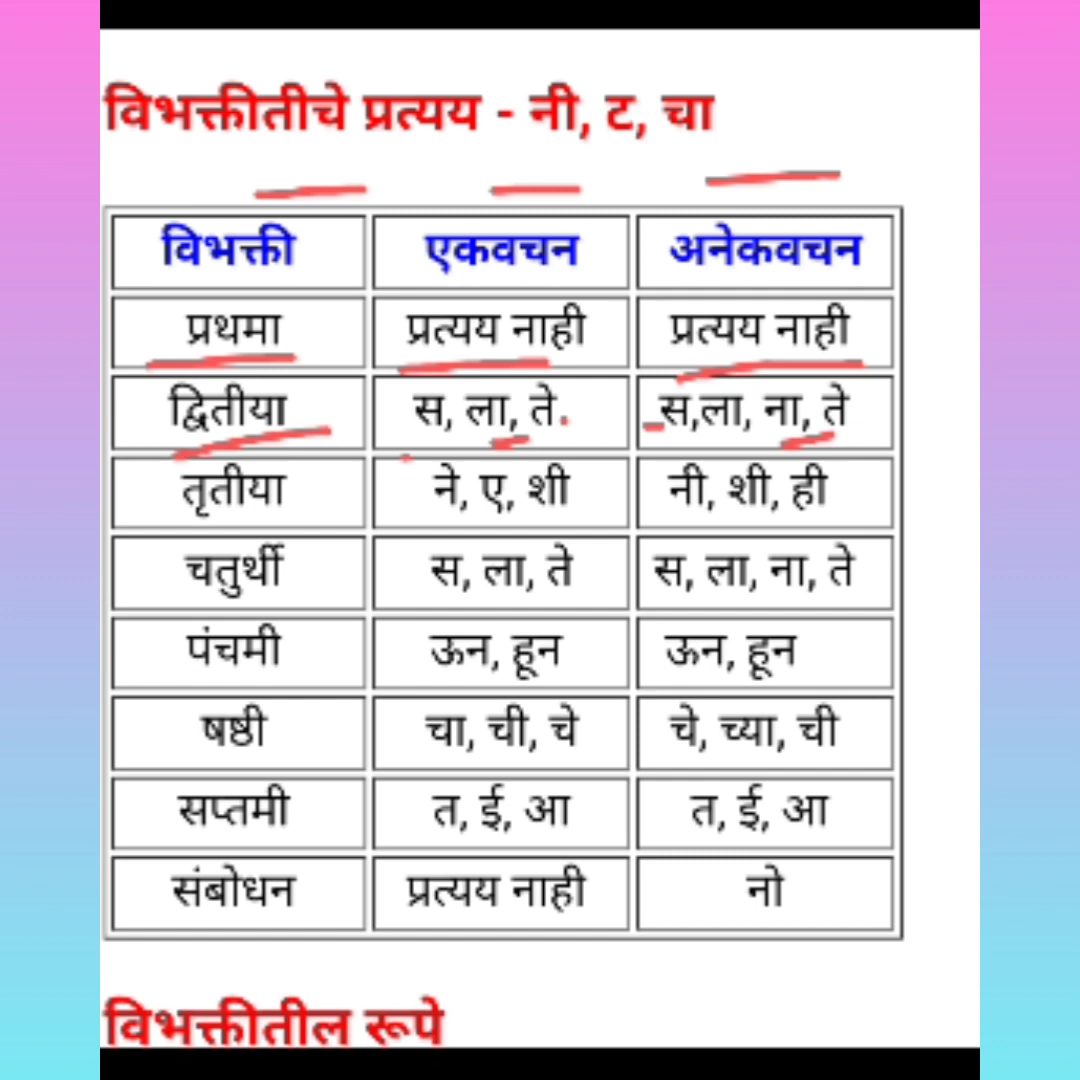 विभक्तीतीचे प्रत्यय - नी, ट, चा
विभक्ती एकवचन अनेकवचन
प्रथमा प्रत्यय नाही प्रत्यय नाही
द्वितीया स, ला, ते. स,ला, ना, ते
तृतीया ने, ए, शी नी, शी, ही
चतुर्थी स, ला, ते स, ला, ना, ते
पंचमी ऊन, हून ऊन, हून
षष्ठी चा, ची, चे चे, च्या, ची
सप्तमी त, ई, आ त, ई, आ
संबोधन प्रत्यय नाही नो
विभक्तीतील रूपे